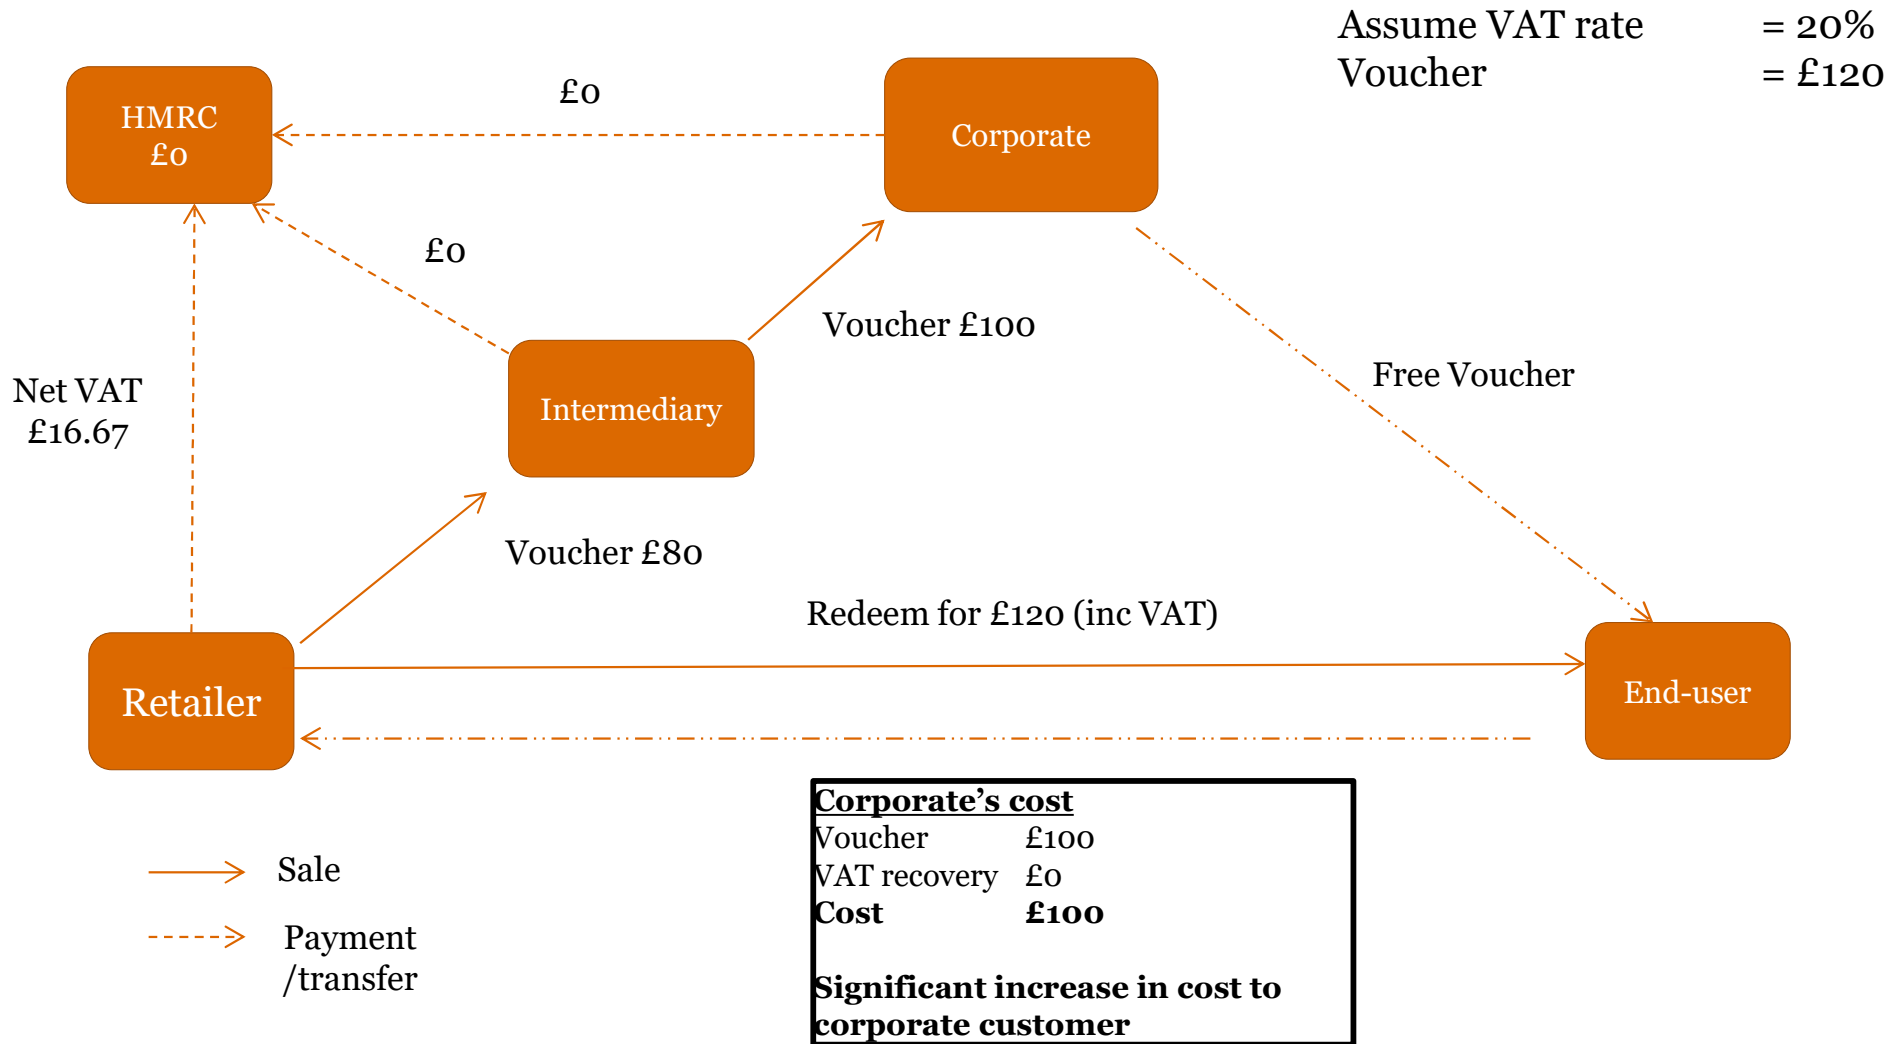 Assume VAT rate = 20%
Voucher = £120
HMRC
£0
£0
Corporate
£0
Voucher £100
Free Voucher
Net VAT
£16.67
Intermediary
Voucher £80
Redeem for £120 (inc VAT)
Retailer
End-user
Corporate’s cost
Voucher £100
VAT recovery £0
Cost £100
Significant increase in cost to
corporate customer
Sale
Payment
/transfer